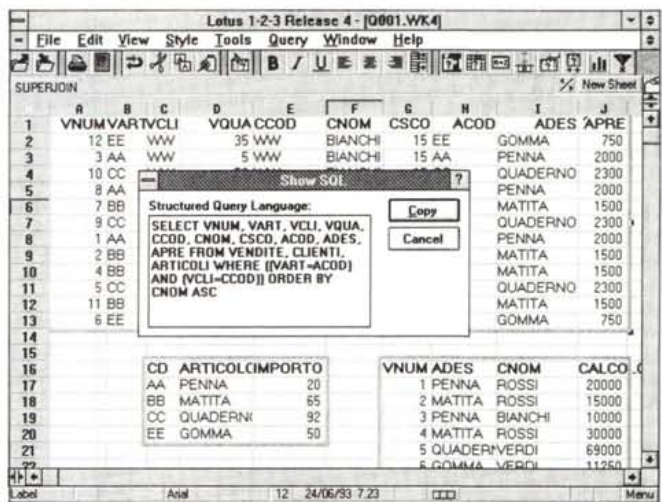 Lotus 1-2-3 Release 4 - [Q001.WK4]
File Edit View Style Tools Query Window Help
B I U
SUPERJOIN
New Sheet
A B C D E F G H I J
1 VNUM VART VCLI VQUA CCOD CNOM CSCO ACOD ADES APRE
2 12 EE WW 35 WW BIANCHI 15 EE GOMMA 750
3 3 AA WW 5 WW BIANCHI 15 AA PENNA 2000
4 10 CC QUADERNO 2300
5 8 AA PENNA 2000
6 7 BB MATITA 1500
7 9 CC QUADERNO 2300
8 1 AA PENNA 2000
9 2 BB MATITA 1500
10 4 BB MATITA 1500
11 5 CC QUADERNO 2300
12 11 BB MATITA 1500
13 6 EE GOMMA 750
Show SQL ?
Structured Query Language:
SELECT VNUM, VART, VCLI, VQUA,
CCOD, CNOM, CSCO, ACOD, ADES,
APRE FROM VENDITE, CLIENTI,
ARTICOLI WHERE ((VART=ACOD)
AND (VCLI=CCOD)) ORDER BY
CNOM ASC
Copy
Cancel
14
15
16 CD ARTICOLO IMPORTO VNUM ADES CNOM CALCO
17 AA PENNA 20 1 PENNA ROSSI 20000
18 BB MATITA 65 2 MATITA ROSSI 15000
19 CC QUADERN 92 3 PENNA BIANCHI 10000
20 EE GOMMA 50 4 MATITA ROSSI 30000
21 5 QUADER VERDI 69000
22 6 GOMMA VERDI 11250
Label Arial 12 24/06/93 7.23 Menu